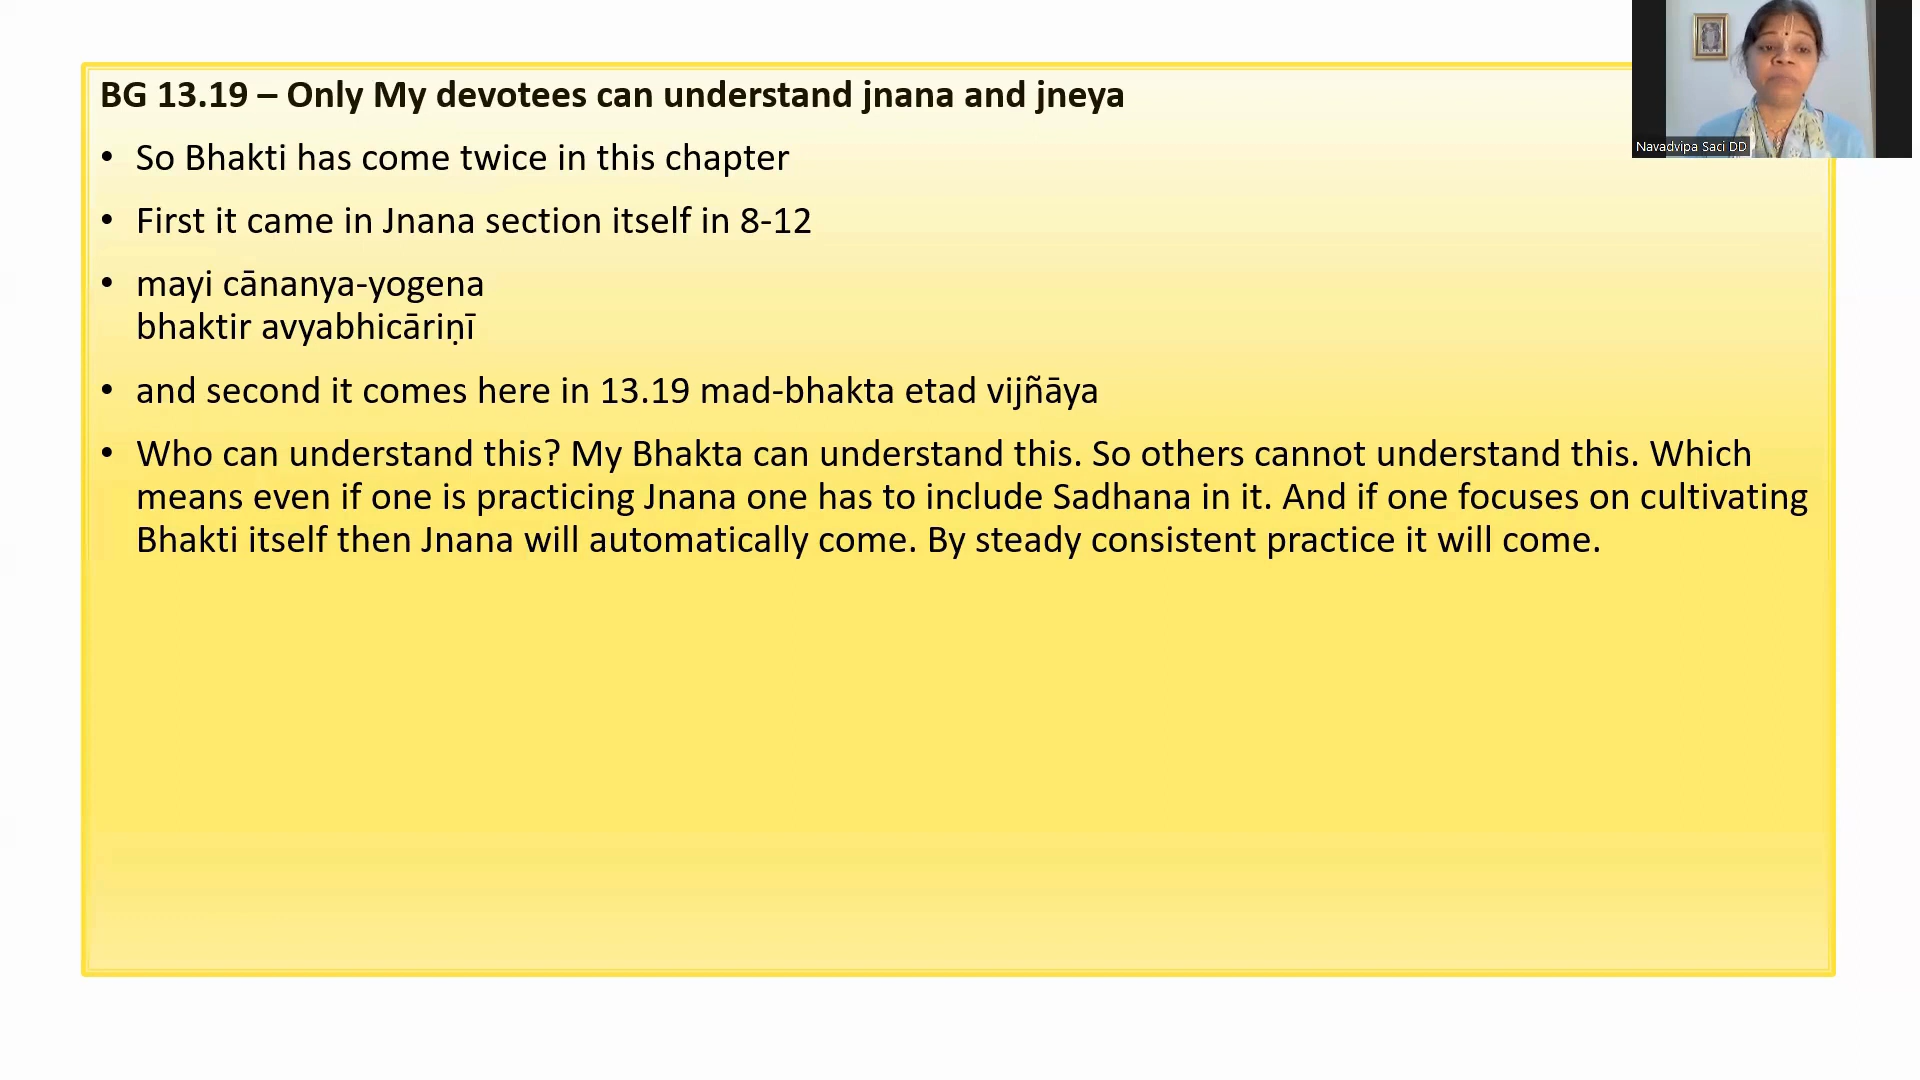 BG 13.19 – Only My devotees can understand jnana and jneya
• So Bhakti has come twice in this chapter
• First it came in Jnana section itself in 8-12
• mayi cānanya-yogena
bhaktir avyabhicāriṇī
• and second it comes here in 13.19 mad-bhakta etad vijñāya
• Who can understand this? My Bhakta can understand this. So others cannot understand this. Which
means even if one is practicing Jnana one has to include Sadhana in it. And if one focuses on cultivating
Bhakti itself then Jnana will automatically come. By steady consistent practice it will come.
Navadvipa Saci DD